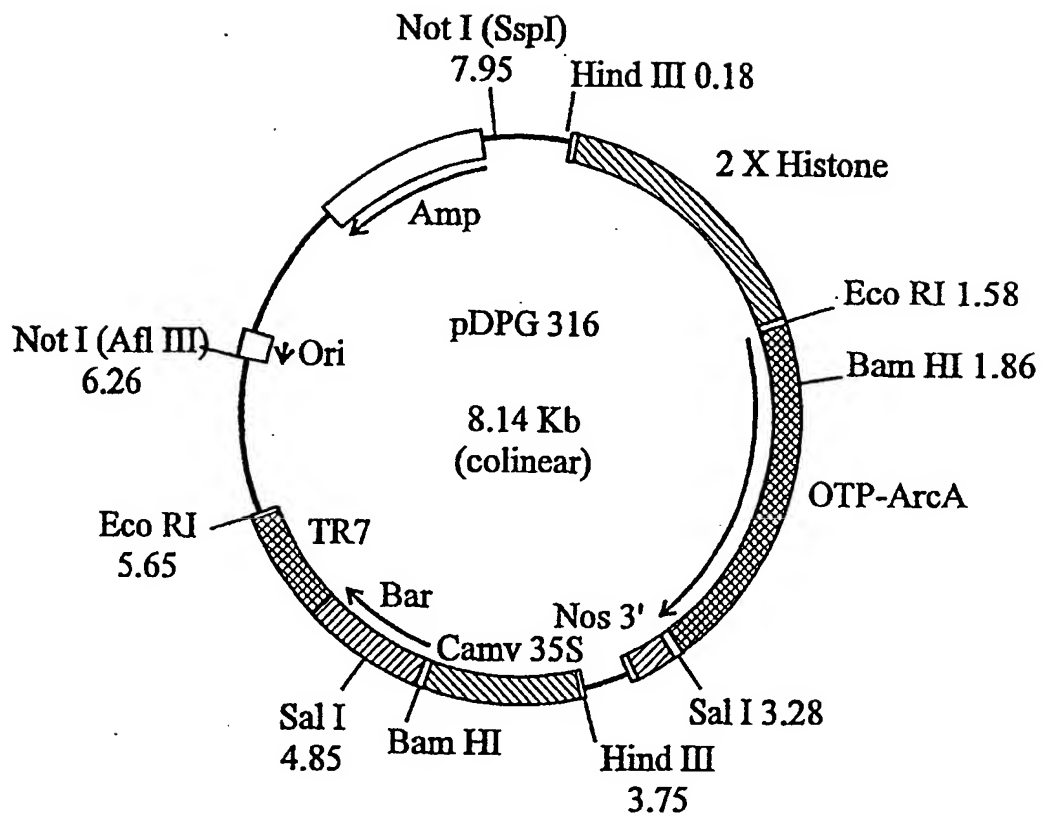 Not I (SspI)
7.95
Hind III 0.18
2 X Histone
Amp
Eco RI 1.58
pDPG 316
Not I (Afl III)
6.26
Ori
Bam HI 1.86
8.14 Kb
(colinear)
OTP-ArcA
Eco RI
5.65
TR7
Bar
Nos 3'
Camv 35S
Sal I
4.85
Bam HI
Sal I 3.28
Hind III
3.75